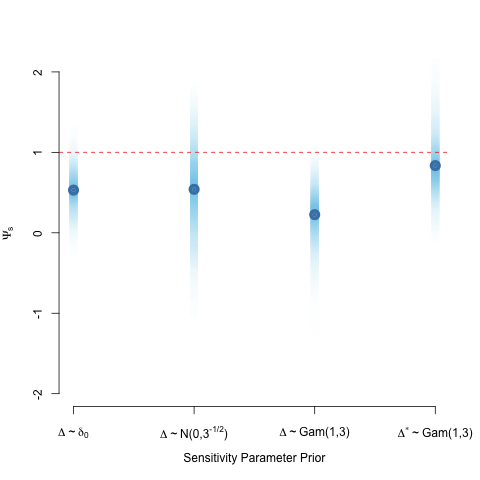 2
1
0
-1
-2
Ψs
Δ ~ δ0 Δ ~ N(0,3-1/2) Δ ~ Gam(1,3) Δ* ~ Gam(1,3)
Sensitivity Parameter Prior